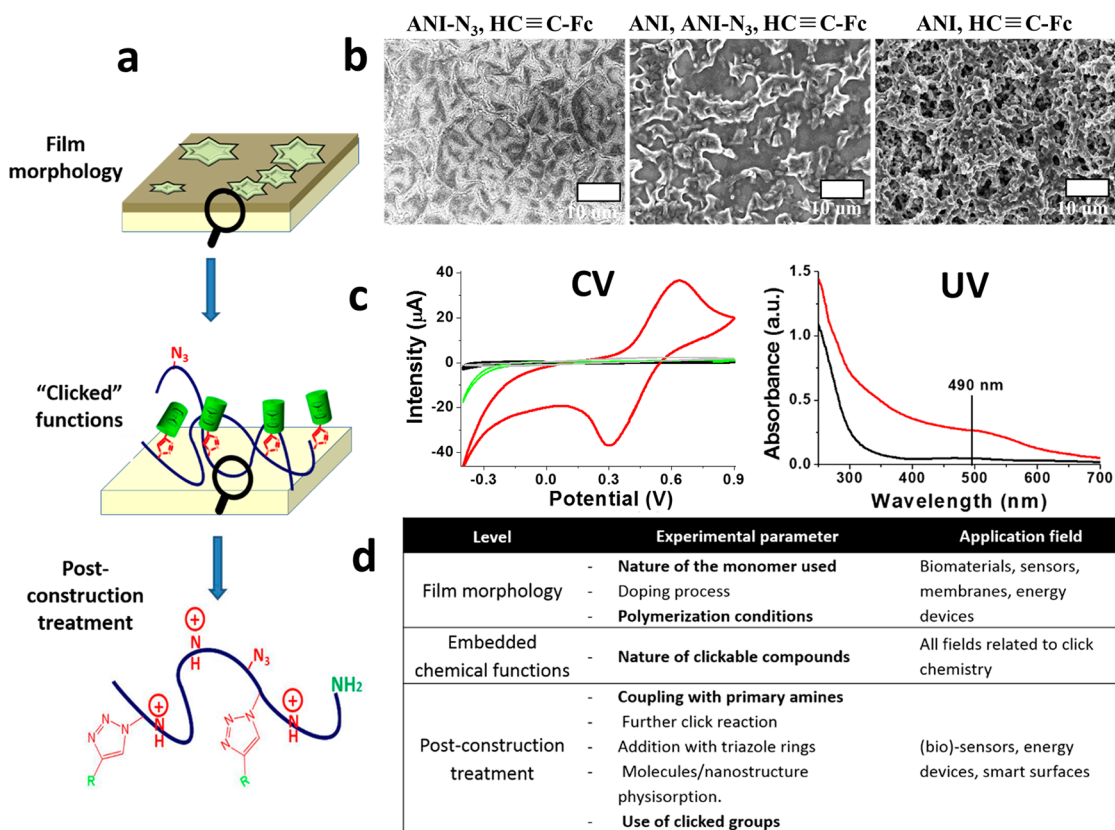 a
Film
morphology
"Clicked"
functions
N3
Post-
construction
treatment
+
N
H
N3
+
N
H
+
N
H
NH2
N
N
N
R
N
N
N
R
b
ANI-N3, HC≡C-Fc
ANI, ANI-N3, HC≡C-Fc
ANI, HC≡C-Fc
10 µm
10 µm
10 µm
c
CV
Intensity (µA)
40
20
0
-20
-40
-0.3
0.0
0.3
0.6
0.9
Potential (V)
UV
Absorbance (a.u.)
1.5
1.0
0.5
0.0
490 nm
300
400
500
600
700
Wavelength (nm)
d
Level
Experimental parameter
Application field
Film morphology
- Nature of the monomer used
- Doping process
- Polymerization conditions
Biomaterials, sensors,
membranes, energy
devices
Embedded
chemical functions
- Nature of clickable compounds
All fields related to click
chemistry
Post-construction
treatment
- Coupling with primary amines
- Further click reaction
- Addition with triazole rings
- Molecules/nanostructure
physisorption.
- Use of clicked groups
(bio)-sensors, energy
devices, smart surfaces